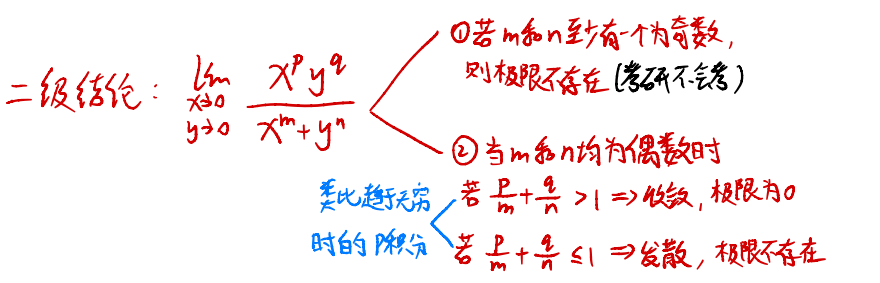 ①若m和n至少有一个为奇数,
则极限不存在(考研不会考)
二级结论: lim x→0 y→0 x^p y^q / (x^m + y^n)
②当m和n均为偶数时
类比趋于无穷 若 p/m + q/n > 1 ⇒ 收敛, 极限为0
时的P积分 若 p/m + q/n ≤ 1 ⇒ 发散, 极限不存在